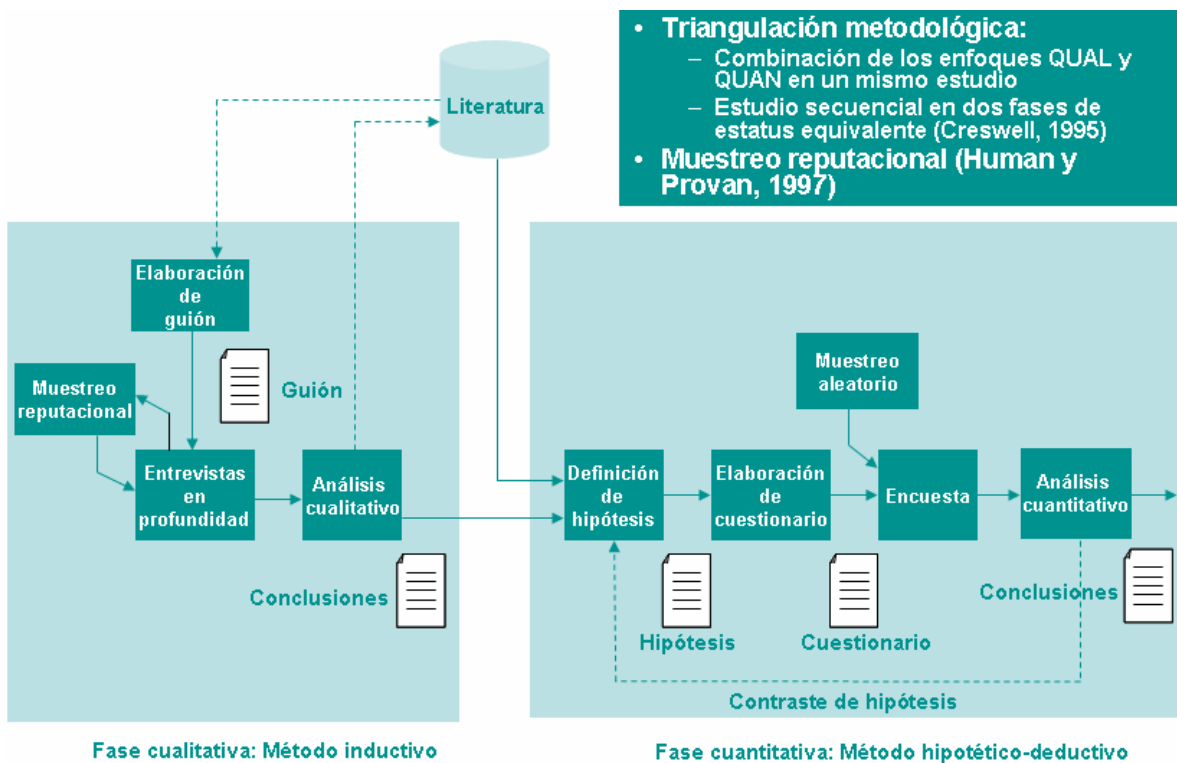 • Triangulación metodológica:
– Combinación de los enfoques QUAL y
QUAN en un mismo estudio
– Estudio secuencial en dos fases de
estatus equivalente (Creswell, 1995)
• Muestreo reputacional (Human y
Provan, 1997)
Literatura
Elaboración
de
guión
Guión
Muestreo
reputacional
Entrevistas
en
profundidad
Análisis
cualitativo
Conclusiones
Muestreo
aleatorio
Definición
de
hipótesis
Elaboración
de
cuestionario
Encuesta
Análisis
cuantitativo
Hipótesis
Cuestionario
Conclusiones
Contraste de hipótesis
Fase cualitativa: Método inductivo
Fase cuantitativa: Método hipotético-deductivo